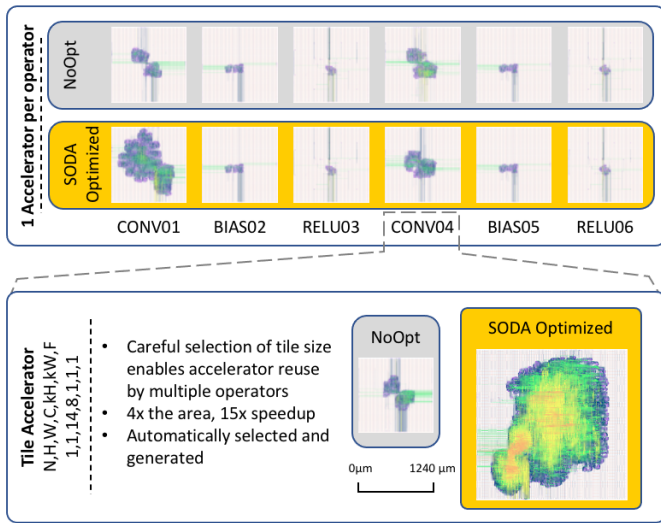 1 Accelerator per operator
NoOpt
SODA
Optimized
CONV01 BIAS02 RELU03 CONV04 BIAS05 RELU06
Tile Accelerator
N,H,W,C,kH,kW,F
1,1,14,8,1,1,1
• Careful selection of tile size
enables accelerator reuse
by multiple operators
• 4x the area, 15x speedup
• Automatically selected and
generated
NoOpt
0μm 1240 μm
SODA Optimized